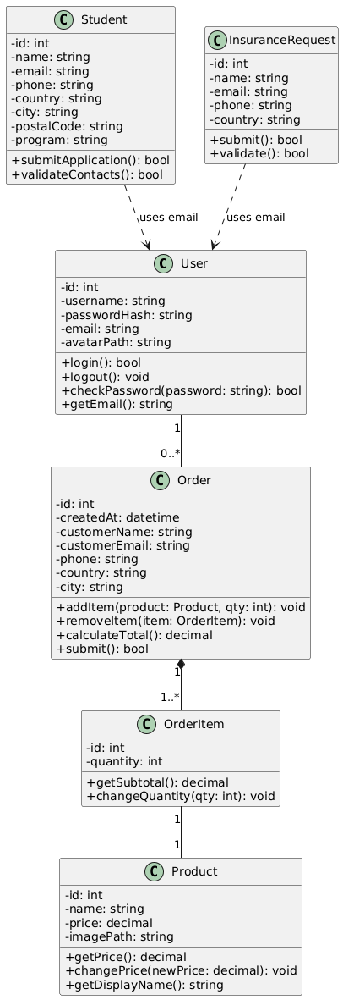 C Student
-id: int
-name: string
-email: string
-phone: string
-country: string
-city: string
-postalCode: string
-program: string
+submitApplication(): bool
+validateContacts(): bool
C InsuranceRequest
-id: int
-name: string
-email: string
-phone: string
-country: string
+submit(): bool
+validate(): bool
uses email
uses email
C User
-id: int
-username: string
-passwordHash: string
-email: string
-avatarPath: string
+login(): bool
+logout(): void
+checkPassword(password: string): bool
+getEmail(): string
1
0..*
C Order
-id: int
-createdAt: datetime
-customerName: string
-customerEmail: string
-phone: string
-country: string
-city: string
+addItem(product: Product, qty: int): void
+removeItem(item: OrderItem): void
+calculateTotal(): decimal
+submit(): bool
1
1..*
C OrderItem
-id: int
-quantity: int
+getSubtotal(): decimal
+changeQuantity(qty: int): void
1
1
C Product
-id: int
-name: string
-price: decimal
-imagePath: string
+getPrice(): decimal
+changePrice(newPrice: decimal): void
+getDisplayName(): string